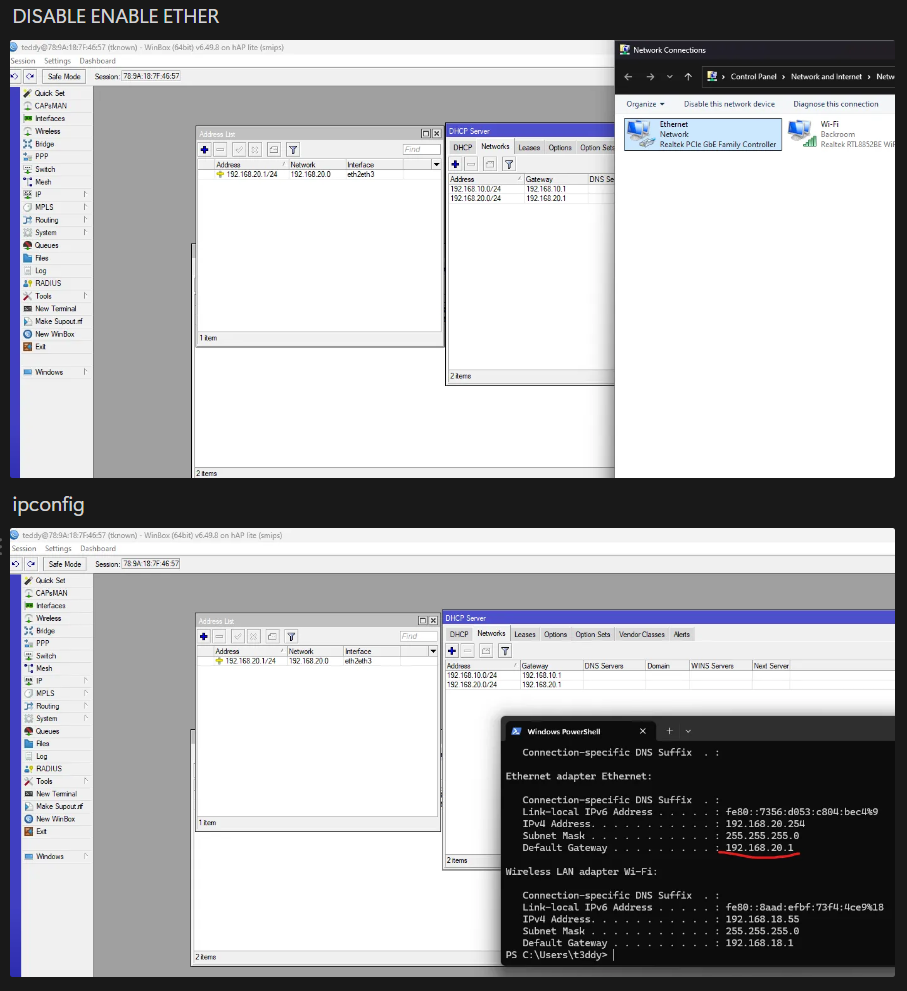 DISABLE ENABLE ETHER
teddy@78:9A:18:7F:46:57 (tknown) - WinBox (64bit) v6.49.8 on hAP lite (smips)
Session Settings Dashboard
Safe Mode Session: 78:9A:18:7F:46:57
Quick Set
CAPsMAN
Interfaces
Wireless
Bridge
PPP
Switch
Mesh
IP
MPLS
Routing
System
Queues
Files
Log
RADIUS
Tools
New Terminal
Make Supout.rif
New WinBox
Exit
Windows
Address List
Find
Address Network Interface
192.168.20.1/24 192.168.20.0 eth2eth3
1 item
2 items
DHCP Server
DHCP Networks Leases Options Option Sets
Address Gateway DNS Se
192.168.10.0/24 192.168.10.1
192.168.20.0/24 192.168.20.1
2 items
Network Connections
Control Panel > Network and Internet > Netw
Organize Disable this network device Diagnose this connection
Ethernet
Network
Realtek PCIe GbE Family Controller
Wi-Fi
Backroom
Realtek RTL8852BE WiF
ipconfig
teddy@78:9A:18:7F:46:57 (tknown) - WinBox (64bit) v6.49.8 on hAP lite (smips)
Session Settings Dashboard
Safe Mode Session: 78:9A:18:7F:46:57
Quick Set
CAPsMAN
Interfaces
Wireless
Bridge
PPP
Switch
Mesh
IP
MPLS
Routing
System
Queues
Files
Log
RADIUS
Tools
New Terminal
Make Supout.rif
New WinBox
Exit
Windows
Address List
Find
Address Network Interface
192.168.20.1/24 192.168.20.0 eth2eth3
1 item
2 items
DHCP Server
DHCP Networks Leases Options Option Sets Vendor Classes Alerts
Address Gateway DNS Servers Domain WINS Servers Next Server
192.168.10.0/24 192.168.10.1
192.168.20.0/24 192.168.20.1
2 items
Windows PowerShell
Connection-specific DNS Suffix . :
Ethernet adapter Ethernet:
Connection-specific DNS Suffix . :
Link-local IPv6 Address . . . . . : fe80::7356:d053:c804:bec4%9
IPv4 Address. . . . . . . . . . . : 192.168.20.254
Subnet Mask . . . . . . . . . . . : 255.255.255.0
Default Gateway . . . . . . . . . : 192.168.20.1
Wireless LAN adapter Wi-Fi:
Connection-specific DNS Suffix . :
Link-local IPv6 Address . . . . . : fe80::8aad:efbf:73f4:4ce9%18
IPv4 Address. . . . . . . . . . . : 192.168.18.55
Subnet Mask . . . . . . . . . . . : 255.255.255.0
Default Gateway . . . . . . . . . : 192.168.18.1
PS C:\Users\t3ddy>